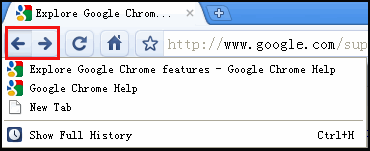 Explore Google Chrom...
http://www.google.com/sup
Explore Google Chrome features - Google Chrome Help
Google Chrome Help
New Tab
Show Full History Ctrl+H